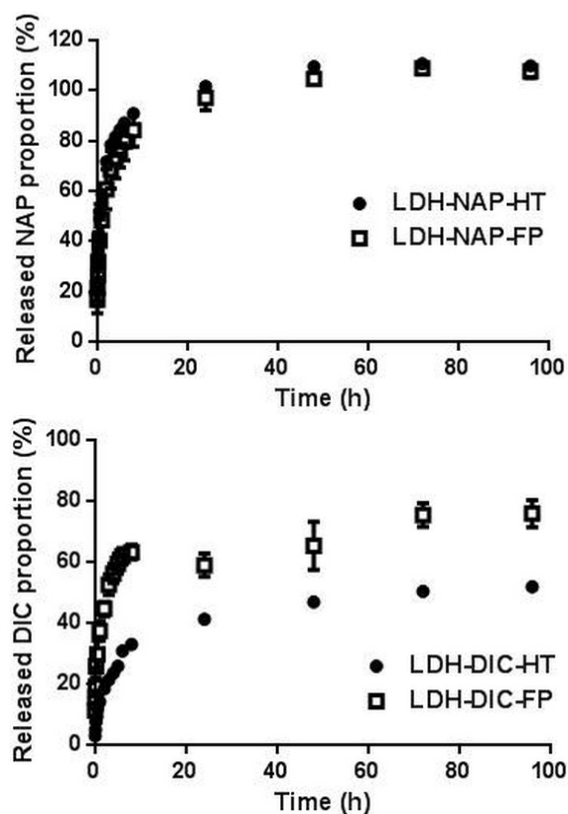 Released NAP proportion (%)
120
100
80
60
40
20
0
LDH-NAP-HT
LDH-NAP-FP
0 20 40 60 80 100
Time (h)
Released DIC proportion (%)
100
80
60
40
20
0
LDH-DIC-HT
LDH-DIC-FP
0 20 40 60 80 100
Time (h)